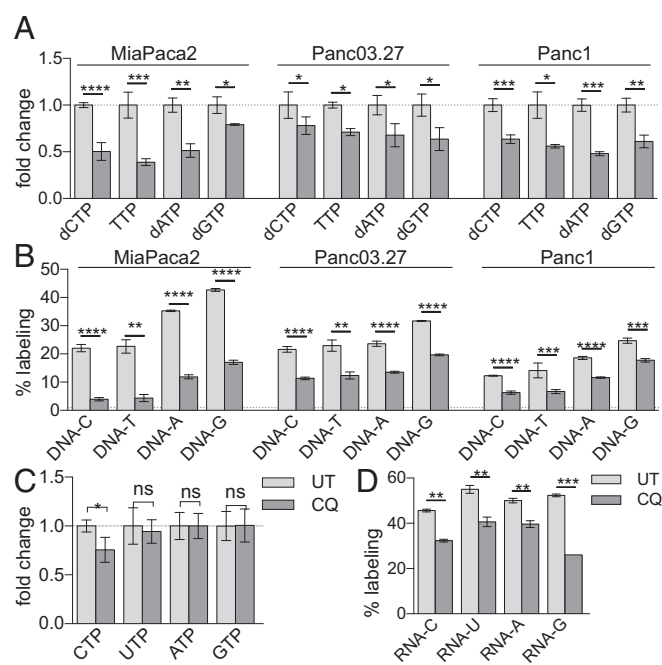 A
MiaPaca2 Panc03.27 Panc1
fold change
1.5
1.0
0.5
0.0
**** *** ** * * * * * *** * *** **
dCTP TTP dATP dGTP dCTP TTP dATP dGTP dCTP TTP dATP dGTP
B
MiaPaca2 Panc03.27 Panc1
% labeling
50
40
30
20
10
0
**** ** **** **** **** ** **** **** **** *** **** ***
DNA-C DNA-T DNA-A DNA-G DNA-C DNA-T DNA-A DNA-G DNA-C DNA-T DNA-A DNA-G
C
fold change
1.5
1.0
0.5
0.0
* ns ns ns
UT
CQ
CTP UTP ATP GTP
D
% labeling
60
40
20
0
** ** ** ***
UT
CQ
RNA-C RNA-U RNA-A RNA-G